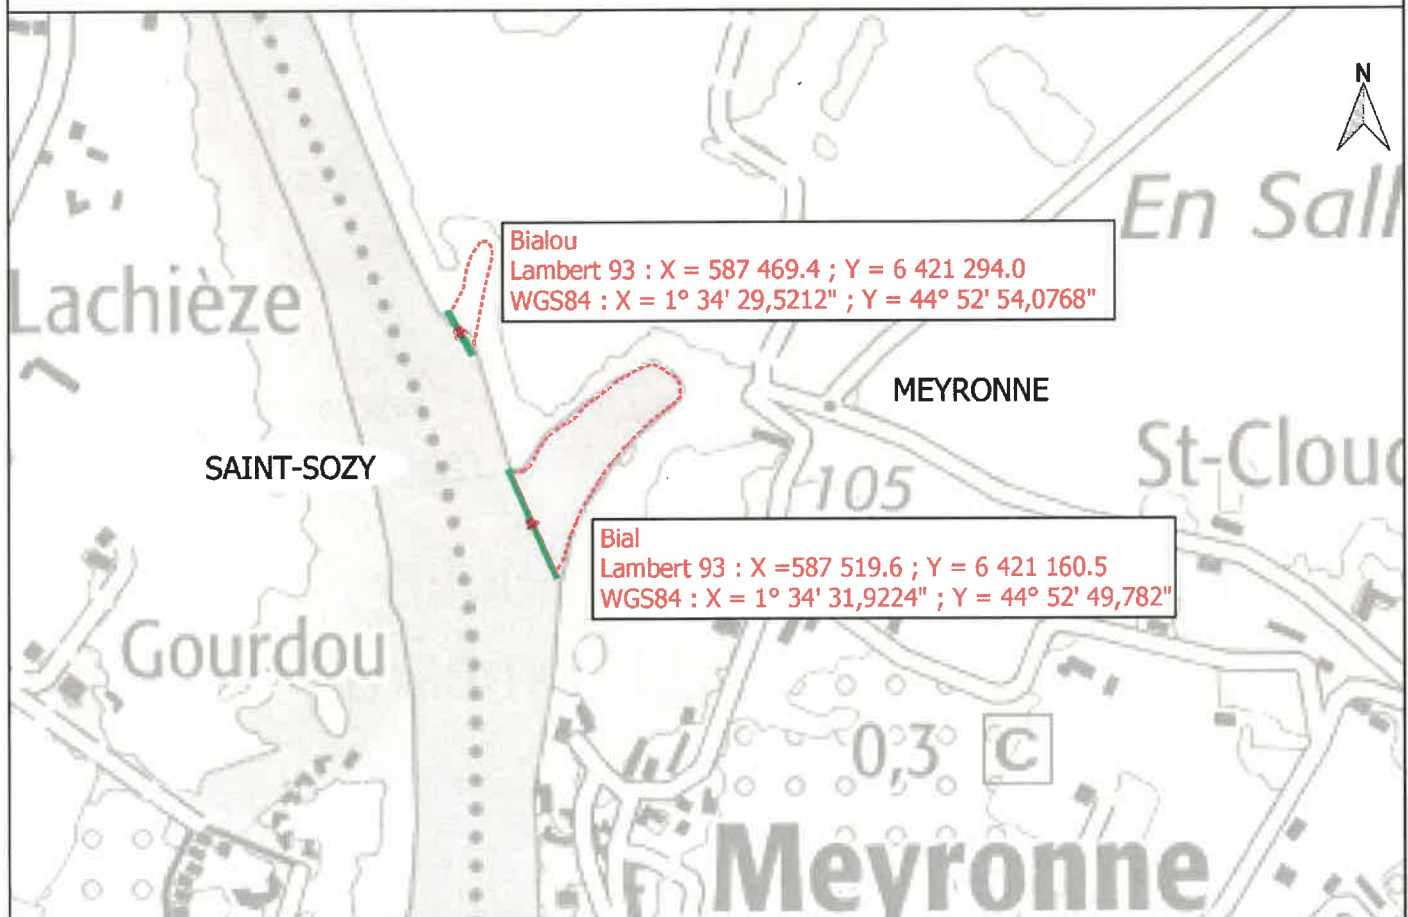 N
En Sall
Bialou
Lambert 93 : X = 587 469.4 ; Y = 6 421 294.0
WGS84 : X = 1° 34' 29,5212" ; Y = 44° 52' 54,0768"
Lachièze
MEYRONNE
SAINT-SOZY
St-Cloud
105
Bial
Lambert 93 : X =587 519.6 ; Y = 6 421 160.5
WGS84 : X = 1° 34' 31,9224" ; Y = 44° 52' 49,782"
Gourdou
0,3 C
Meyronne